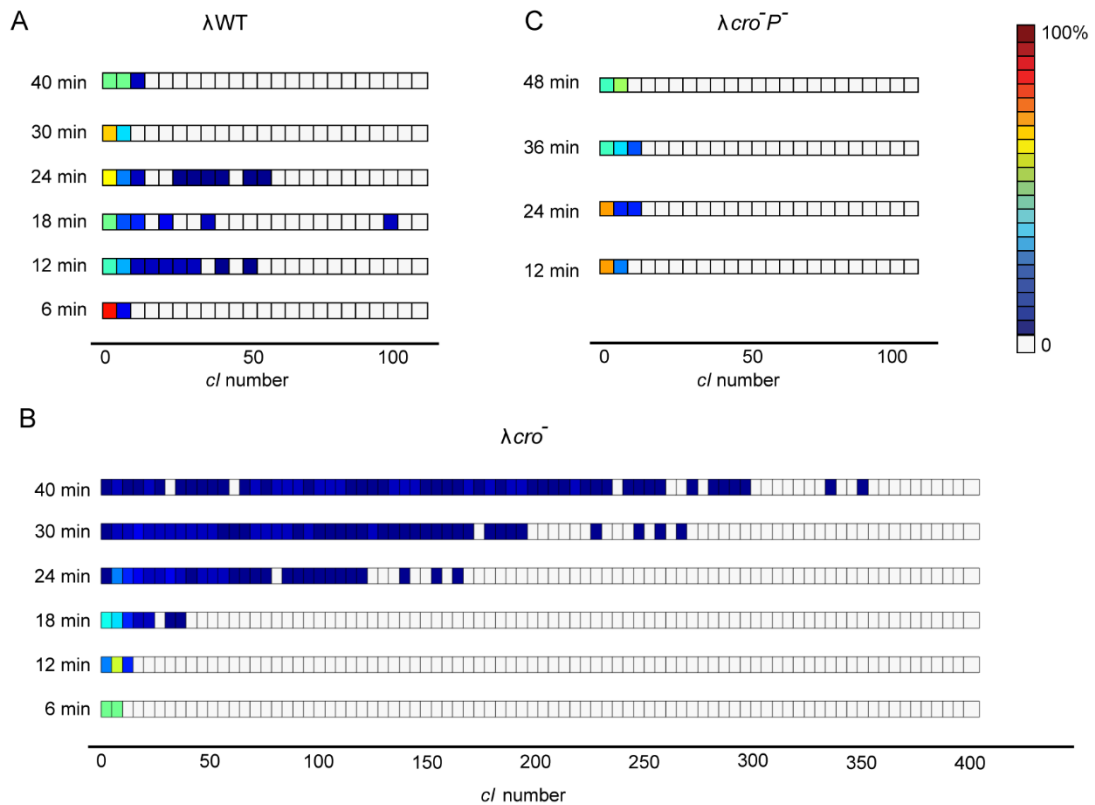 A
λWT
40 min
30 min
24 min
18 min
12 min
6 min
0 50 100
cI number
C
λcro⁻P⁻
48 min
36 min
24 min
12 min
0 50 100
cI number
100%
0
B
λcro⁻
40 min
30 min
24 min
18 min
12 min
6 min
0 50 100 150 200 250 300 350 400
cI number